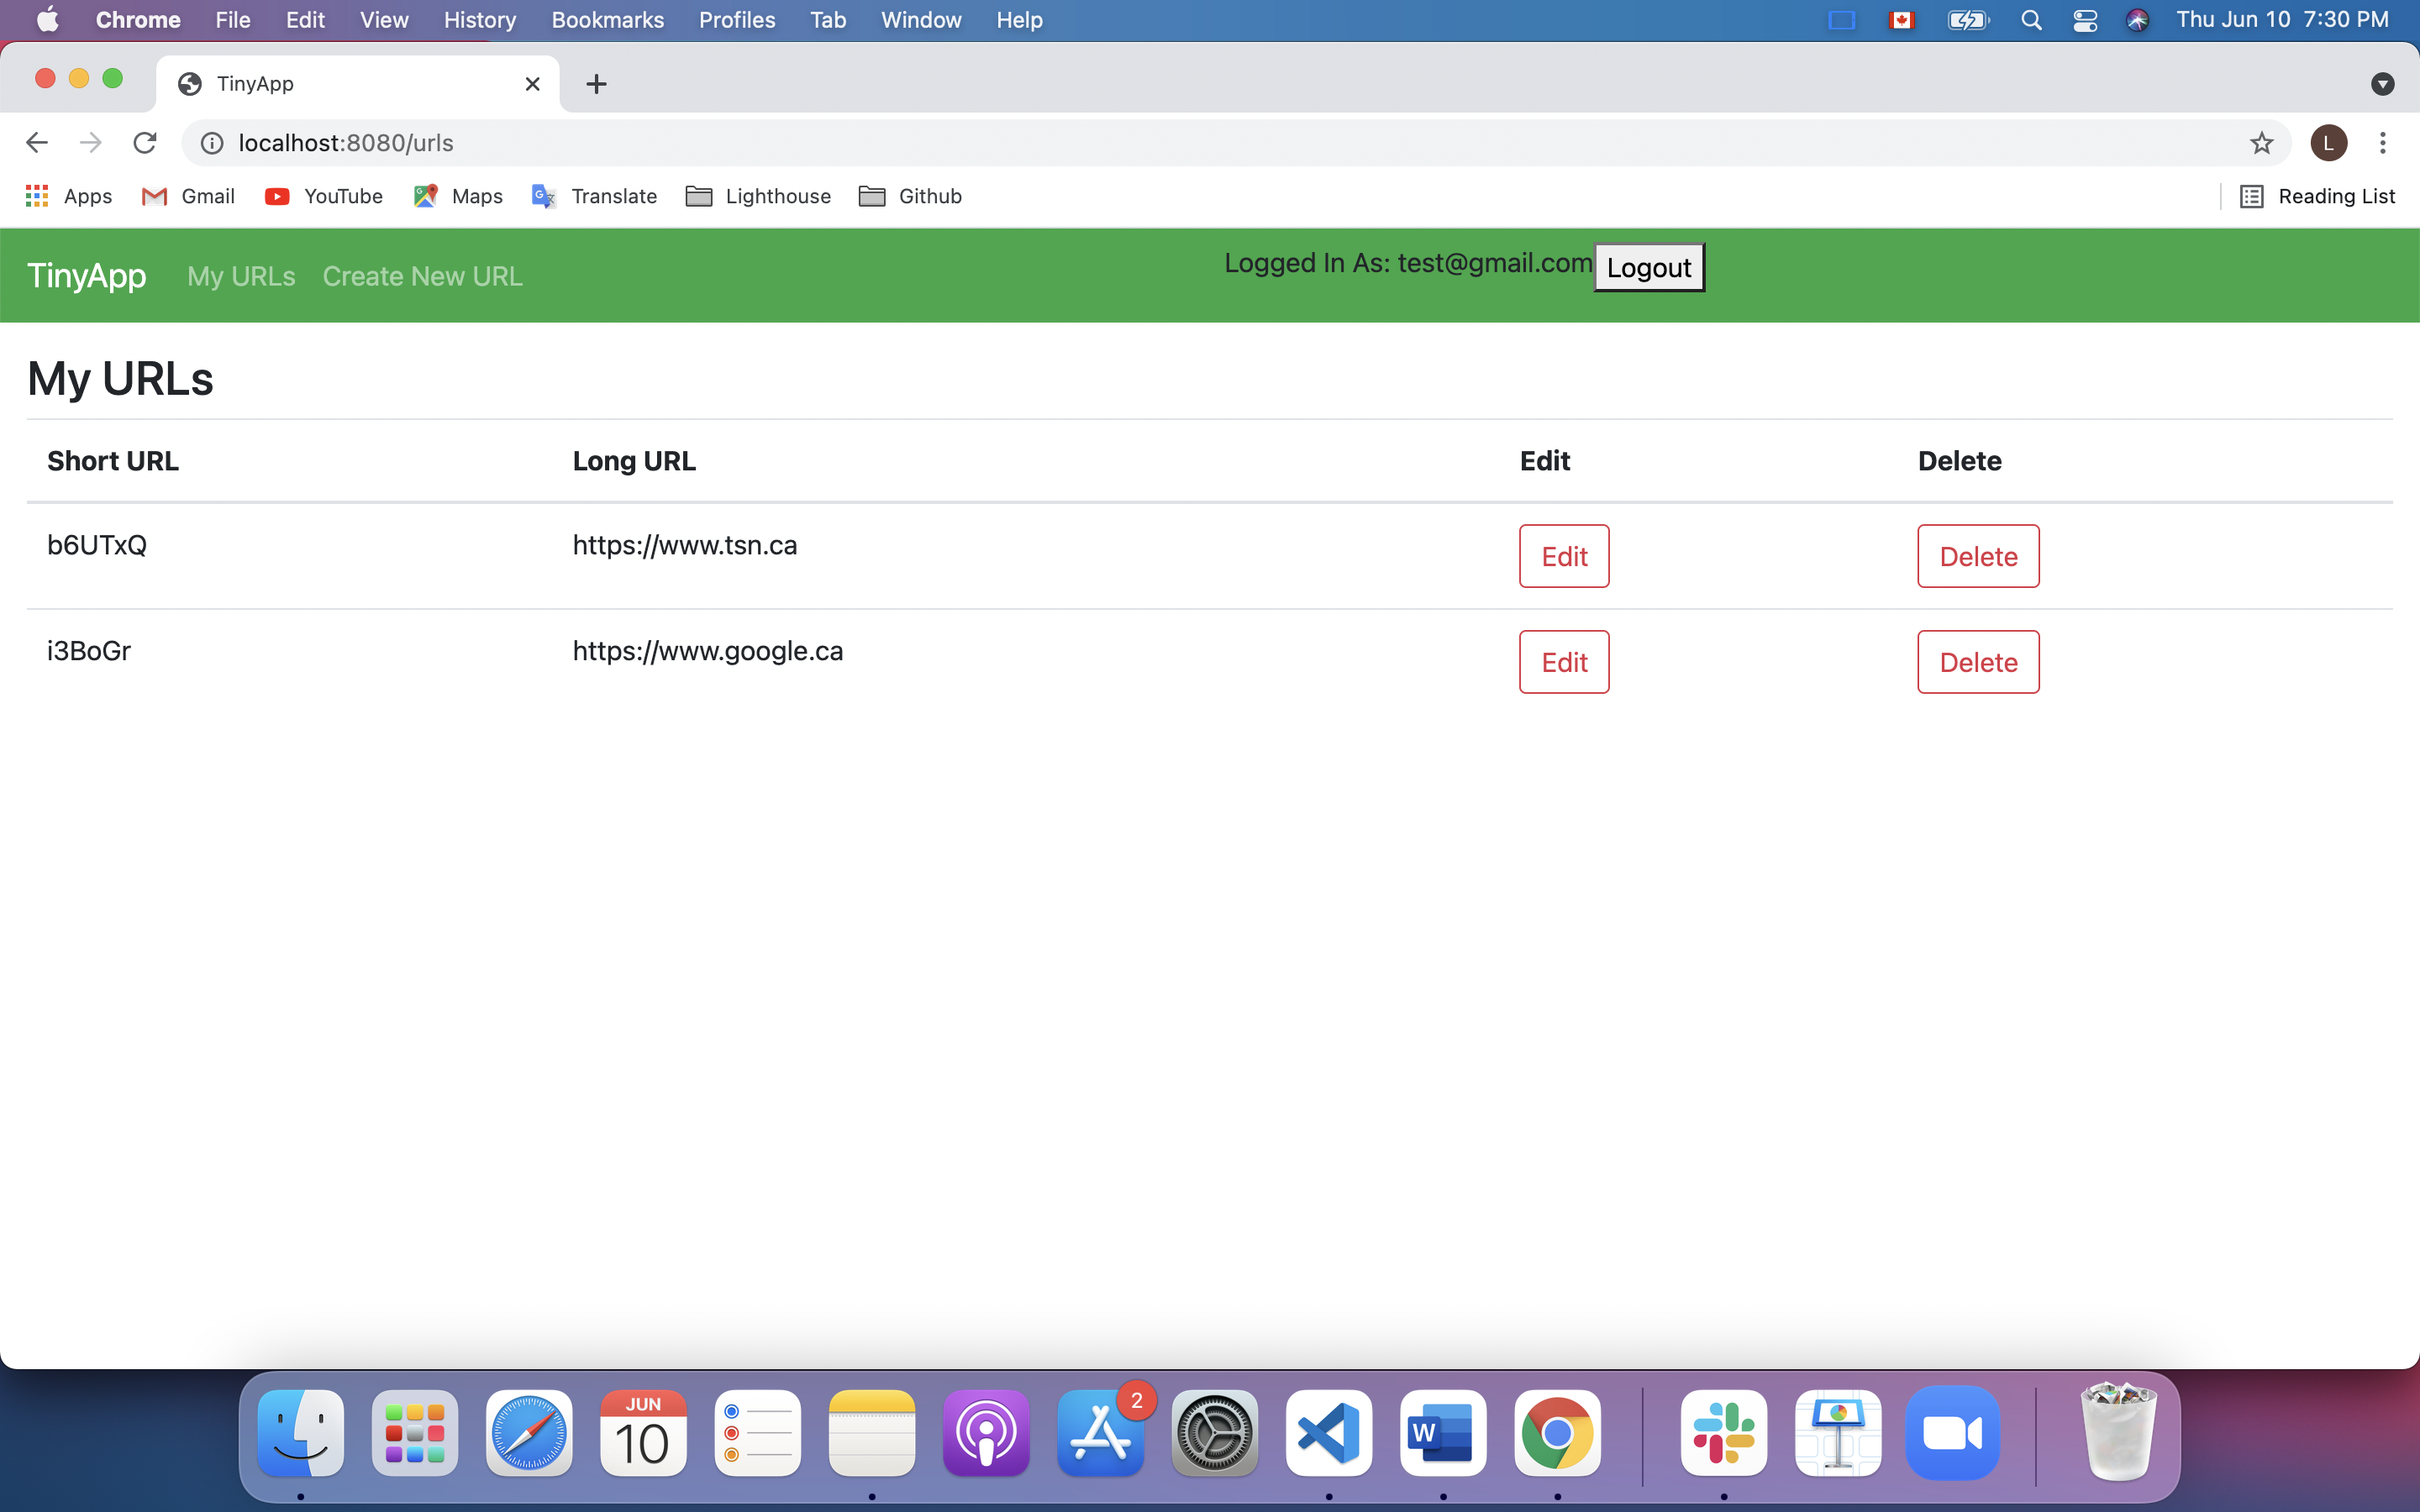 Chrome File Edit View History Bookmarks Profiles Tab Window Help Thu Jun 10 7:30 PM
TinyApp
localhost:8080/urls L
Apps Gmail YouTube Maps Translate Lighthouse Github Reading List
TinyApp My URLs Create New URL Logged In As: test@gmail.com Logout
My URLs
Short URL Long URL Edit Delete
b6UTxQ https://www.tsn.ca Edit Delete
i3BoGr https://www.google.ca Edit Delete
JUN 2
10 W